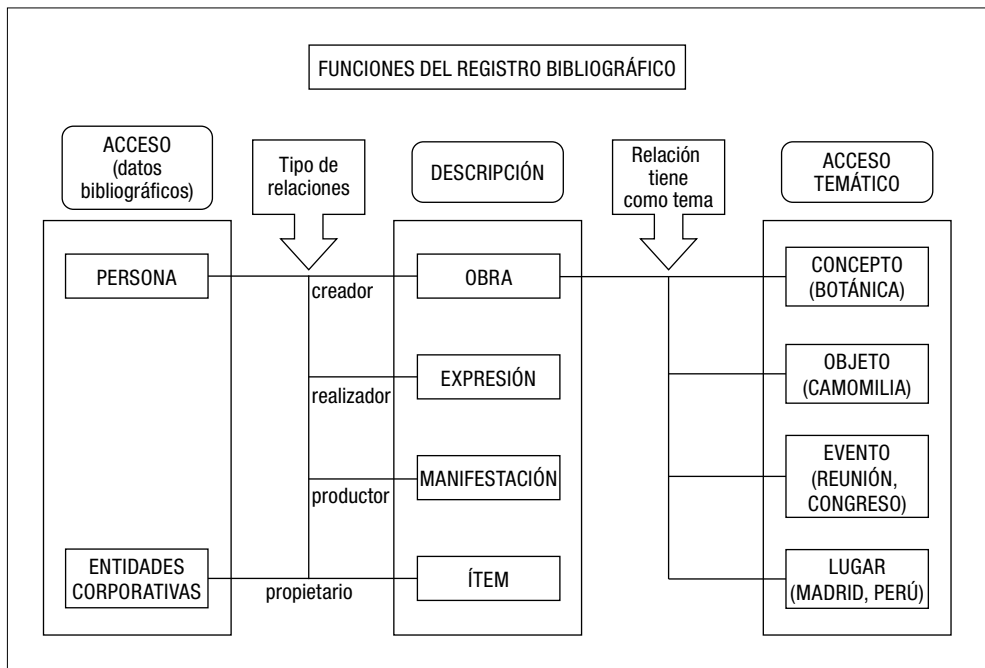 FUNCIONES DEL REGISTRO BIBLIOGRÁFICO
ACCESO
(datos
bibliográficos)
Tipo de
relaciones
DESCRIPCIÓN
Relación
tiene
como tema
ACCESO
TEMÁTICO
PERSONA
creador
OBRA
CONCEPTO
(BOTÁNICA)
realizador
EXPRESIÓN
OBJETO
(CAMOMILIA)
productor
MANIFESTACIÓN
EVENTO
(REUNIÓN,
CONGRESO)
ENTIDADES
CORPORATIVAS
propietario
ÍTEM
LUGAR
(MADRID, PERÚ)